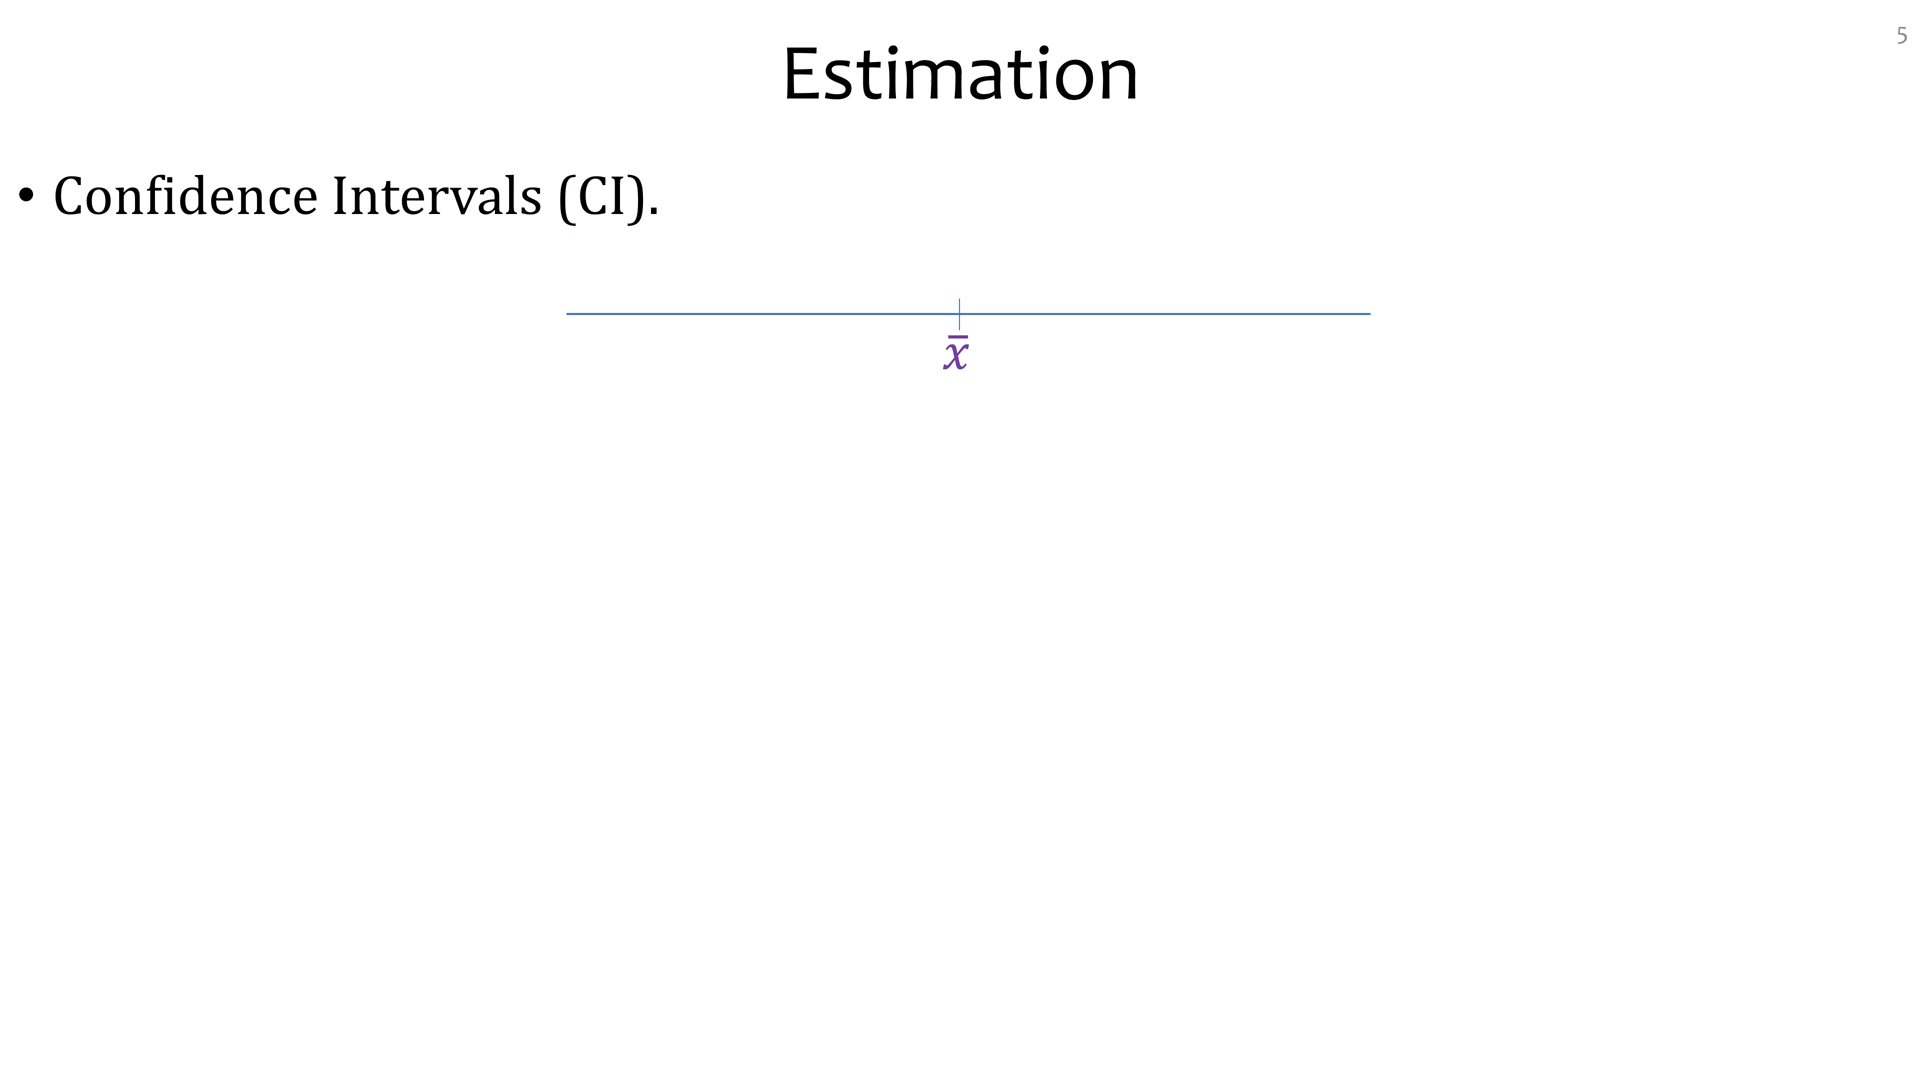 5
Estimation
• Confidence Intervals (CI).
x̅